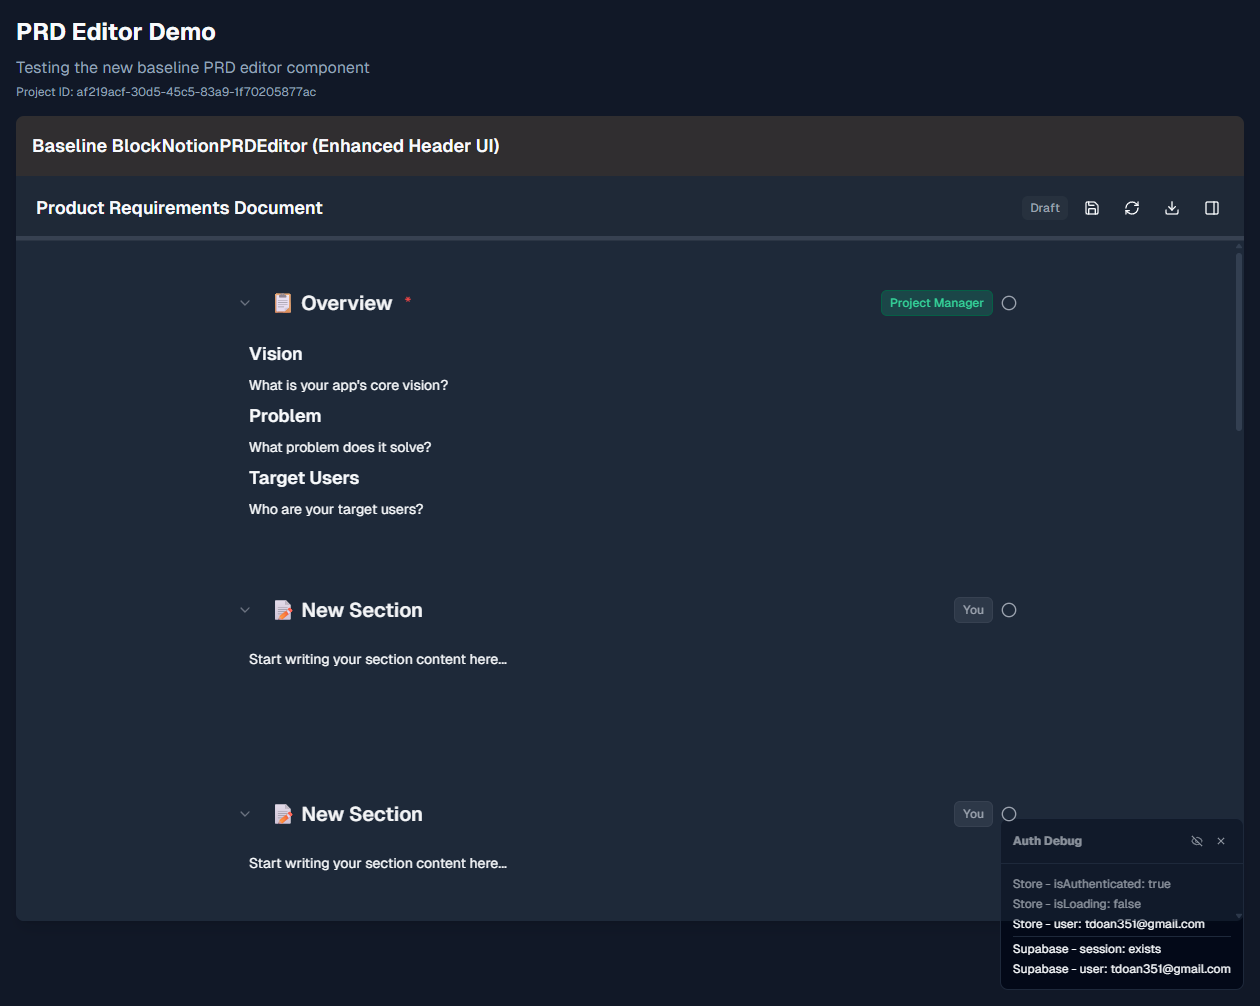 PRD Editor Demo
Testing the new baseline PRD editor component
Project ID: af219acf-30d5-45c5-83a9-1f70205877ac
Baseline BlockNotionPRDEditor (Enhanced Header UI)
Product Requirements Document
Draft
Overview *
Project Manager
Vision
What is your app's core vision?
Problem
What problem does it solve?
Target Users
Who are your target users?
New Section
You
Start writing your section content here...
New Section
You
Start writing your section content here...
Auth Debug
Store - isAuthenticated: true
Store - isLoading: false
Store - user: tdoan351@gmail.com
Supabase - session: exists
Supabase - user: tdoan351@gmail.com